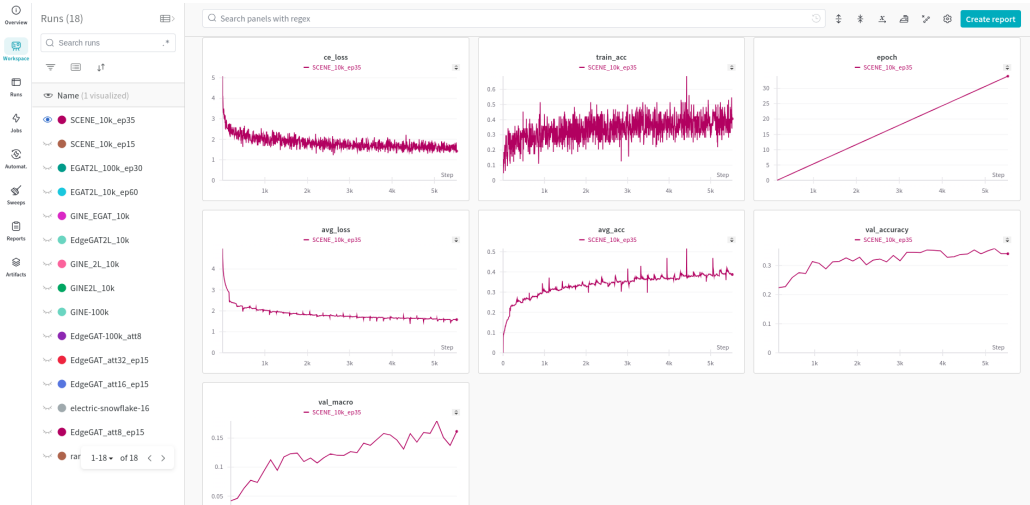 Overview
Workspace
Runs
Jobs
Automat.
Sweeps
Reports
Artifacts
Runs (18)
Search runs
.*
Name (1 visualized)
SCENE_10k_ep35
SCENE_10k_ep15
EGAT2L_100k_ep30
EGAT2L_10k_ep60
GINE_EGAT_10k
EdgeGAT2L_10k
GINE_2L_10k
GINE2L_10k
GINE-100k
EdgeGAT-100k_att8
EdgeGAT_att32_ep15
EdgeGAT_att16_ep15
electric-snowflake-16
EdgeGAT_att8_ep15
rar
1-18 of 18
Search panels with regex
Create report
ce_loss
SCENE_10k_ep35
5
4
3
2
1
0
1k 2k 3k 4k 5k
Step
train_acc
SCENE_10k_ep35
0.6
0.5
0.4
0.3
0.2
0.1
0
1k 2k 3k 4k 5k
Step
epoch
SCENE_10k_ep35
30
25
20
15
10
5
0
1k 2k 3k 4k 5k
Step
avg_loss
SCENE_10k_ep35
4
3
2
1
0
1k 2k 3k 4k 5k
Step
avg_acc
SCENE_10k_ep35
0.5
0.4
0.3
0.2
0.1
0
0 1k 2k 3k 4k 5k
Step
val_accuracy
SCENE_10k_ep35
0.3
0.2
0.1
0
1k 2k 3k 4k 5k
Step
val_macro
SCENE_10k_ep35
0.15
0.1
0.05